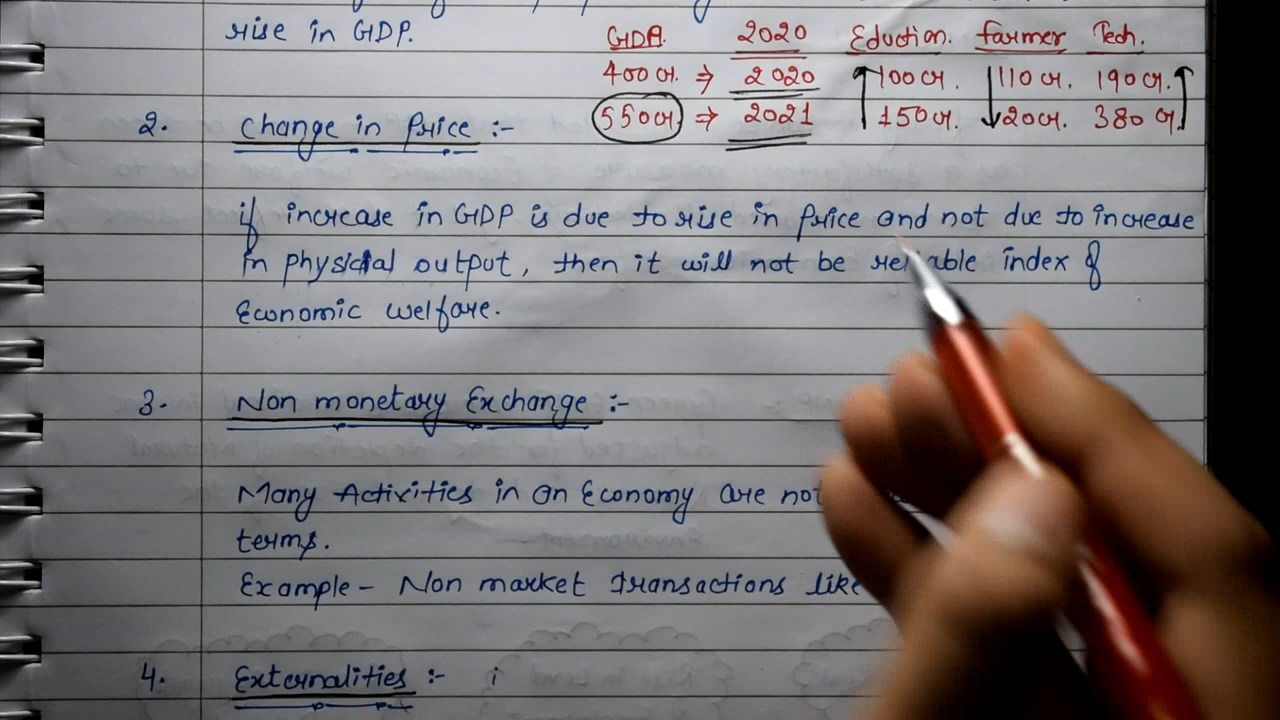 rise in GDP.
GDP. 2020 Eduction. farmer Tech.
400 cr. ⇒ 2020 100 cr. 110 cr. 190 cr.
550 cr. ⇒ 2021 150 cr. 20 cr. 380 cr.
2. Change in Price :-
if increase in GDP is due to rise in Price and not due to increase
in physical output, then it will not be reliable index of
Economic welfare.
3. Non monetary Exchange :-
Many Activities in an Economy are not
terms.
Example - Non market transactions like
4. Externalities :-